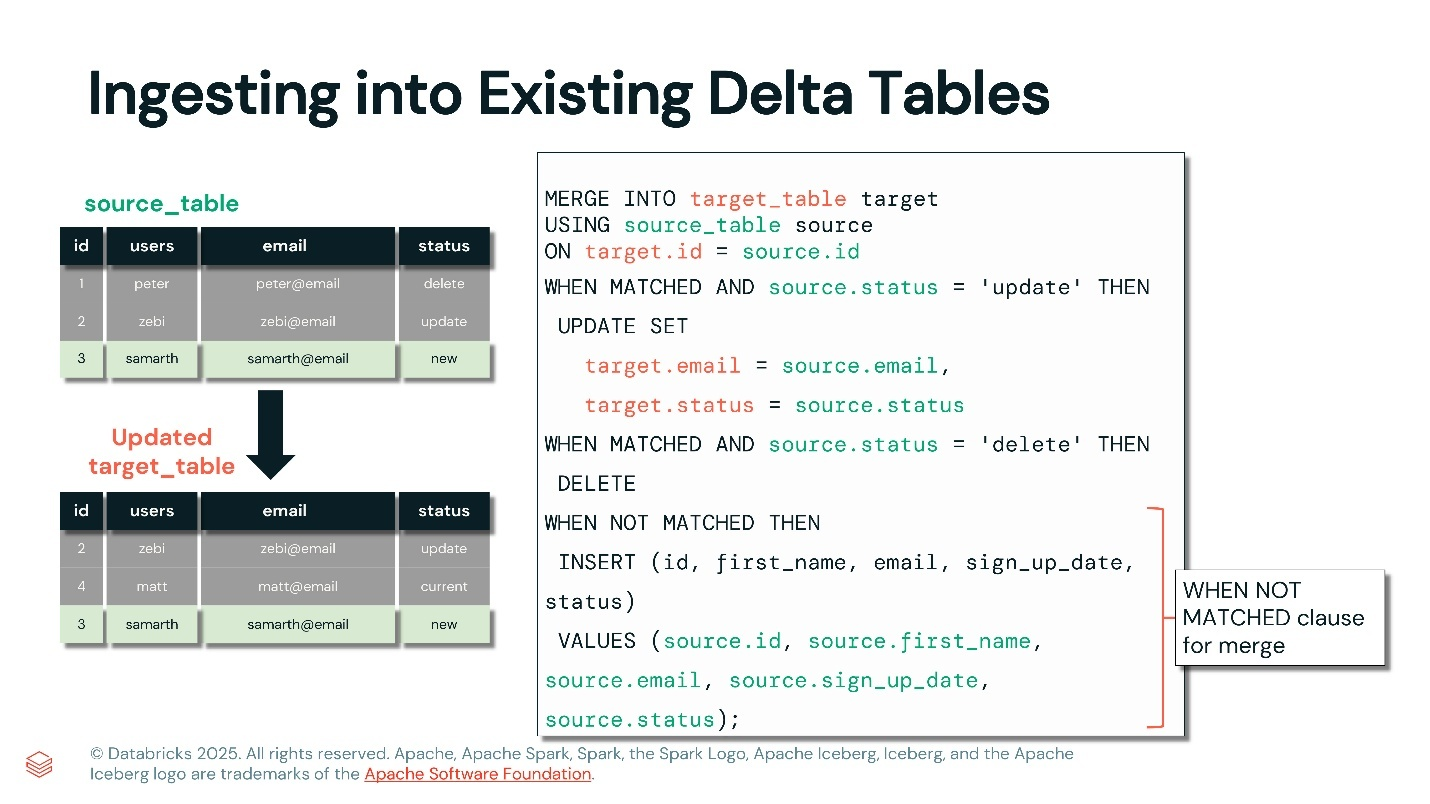 Ingesting into Existing Delta Tables
source_table
id users email status
1 peter peter@email delete
2 zebi zebi@email update
3 samarth samarth@email new
Updated
target_table
id users email status
2 zebi zebi@email update
4 matt matt@email current
3 samarth samarth@email new
MERGE INTO target_table target
USING source_table source
ON target.id = source.id
WHEN MATCHED AND source.status = 'update' THEN
UPDATE SET
target.email = source.email,
target.status = source.status
WHEN MATCHED AND source.status = 'delete' THEN
DELETE
WHEN NOT MATCHED THEN
INSERT (id, first_name, email, sign_up_date,
status)
VALUES (source.id, source.first_name,
source.email, source.sign_up_date,
source.status);
WHEN NOT
MATCHED clause
for merge
© Databricks 2025. All rights reserved. Apache, Apache Spark, Spark, the Spark Logo, Apache Iceberg, Iceberg, and the Apache
Iceberg logo are trademarks of the Apache Software Foundation.